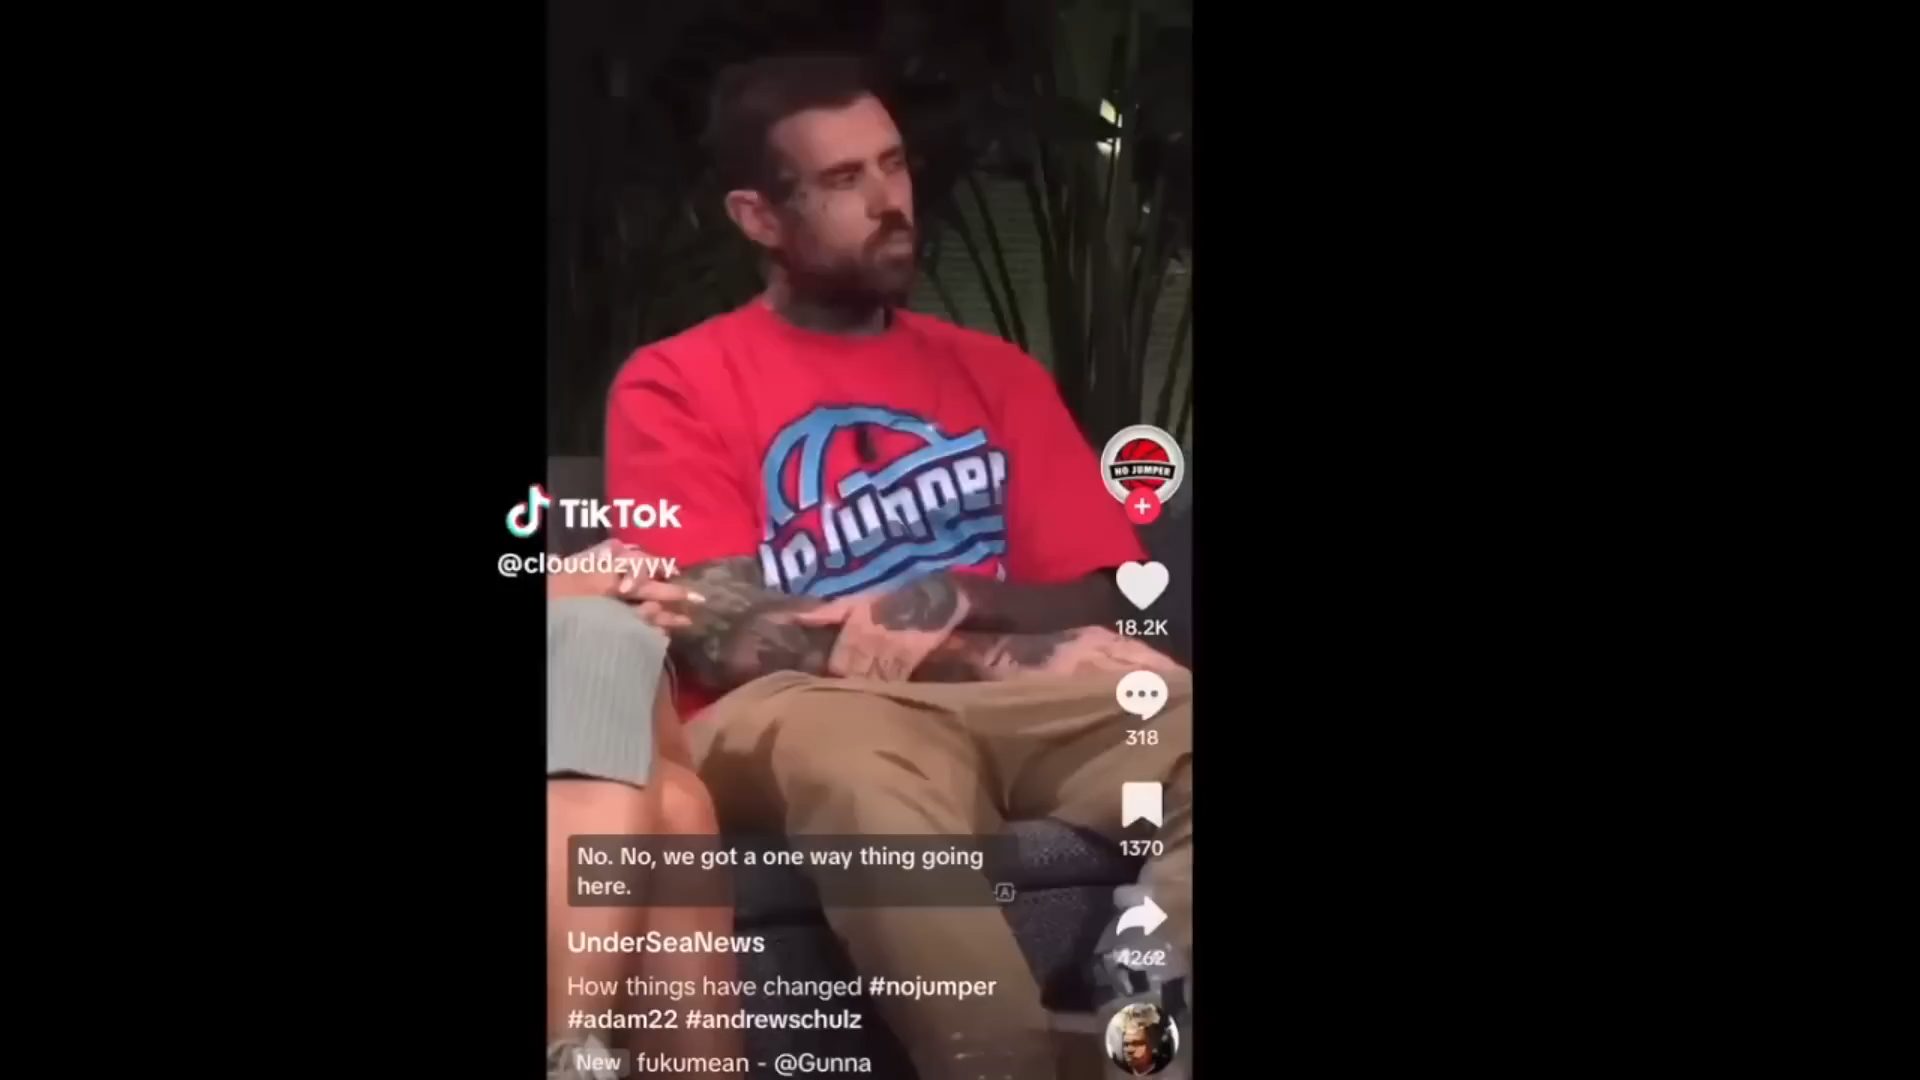 No Jumper
NO JUMPER
TikTok
@clouddzyyy
18.2K
318
1370
4262
No. No, we got a one way thing going
here.
A
UnderSeaNews
How things have changed #nojumper
#adam22 #andrewschulz
New fukumean - @Gunna